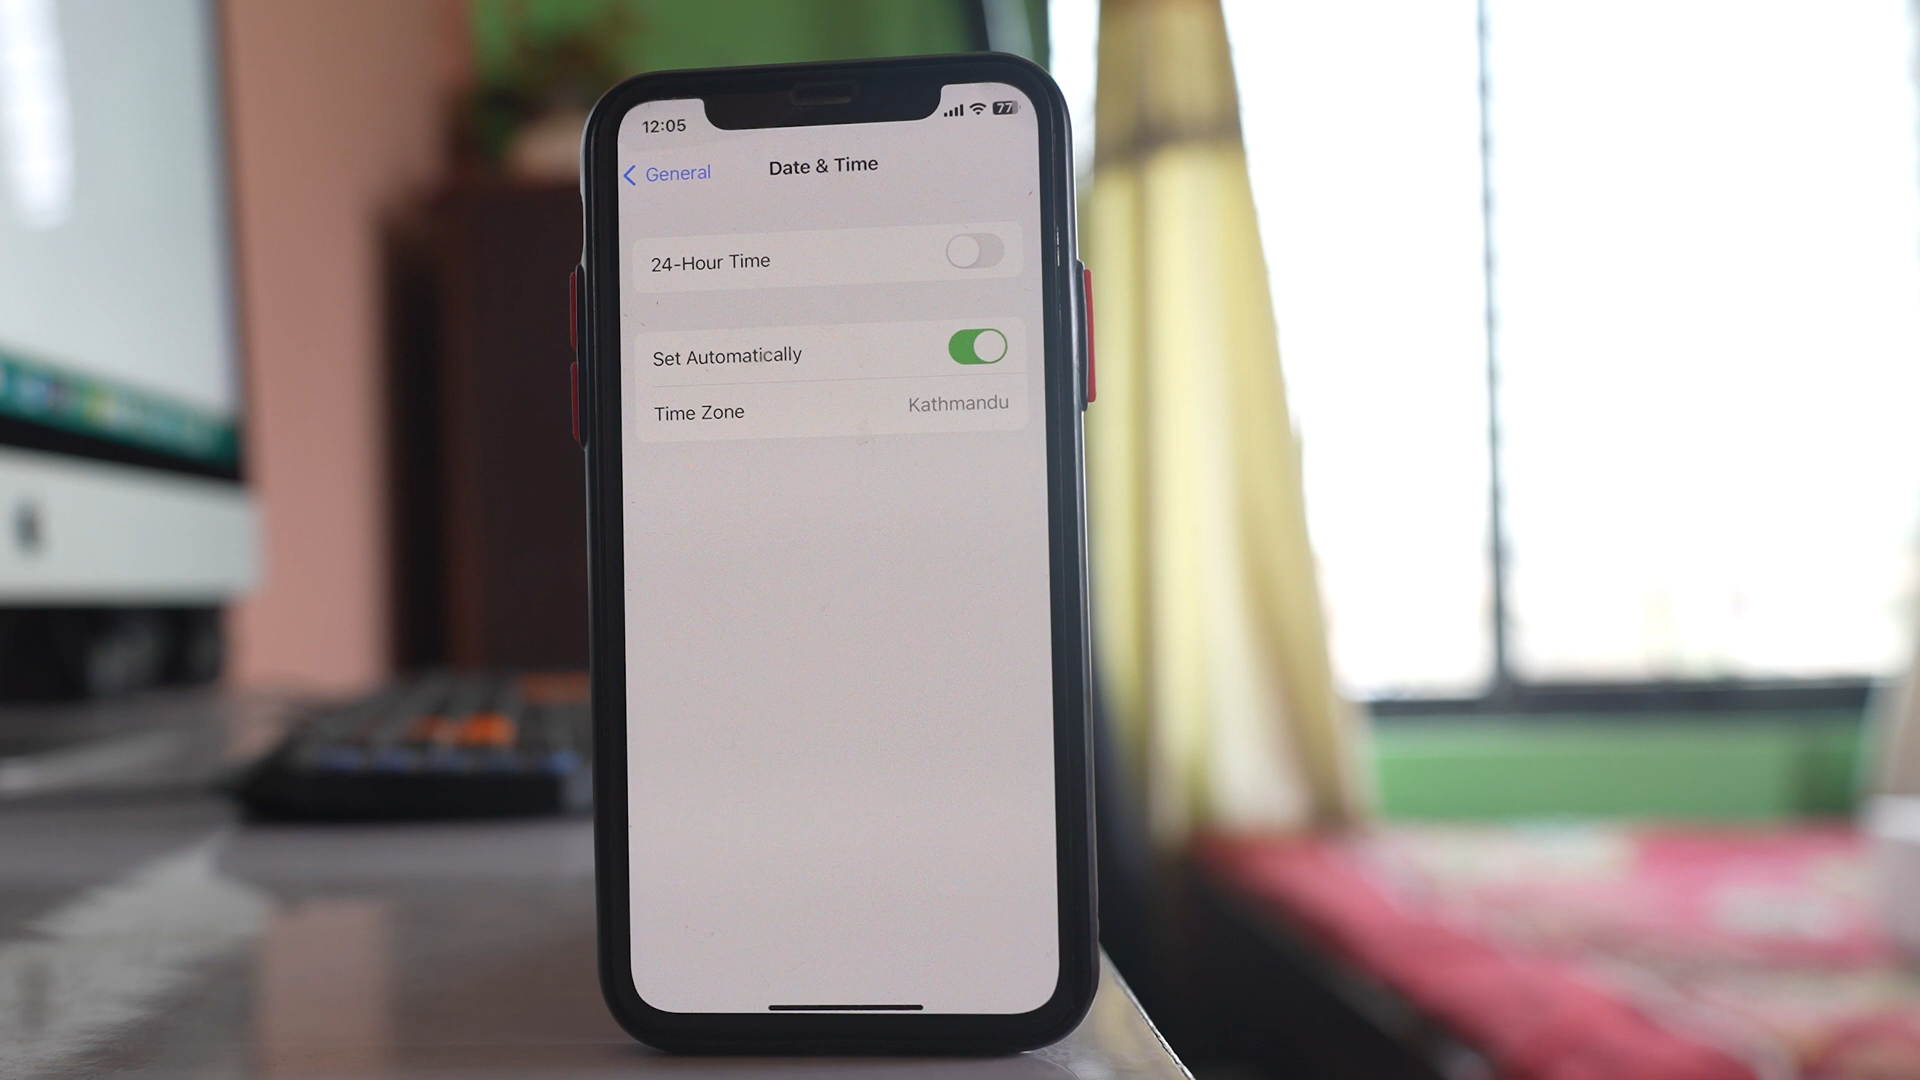 12:05 77
General Date & Time
24-Hour Time
Set Automatically
Time Zone Kathmandu